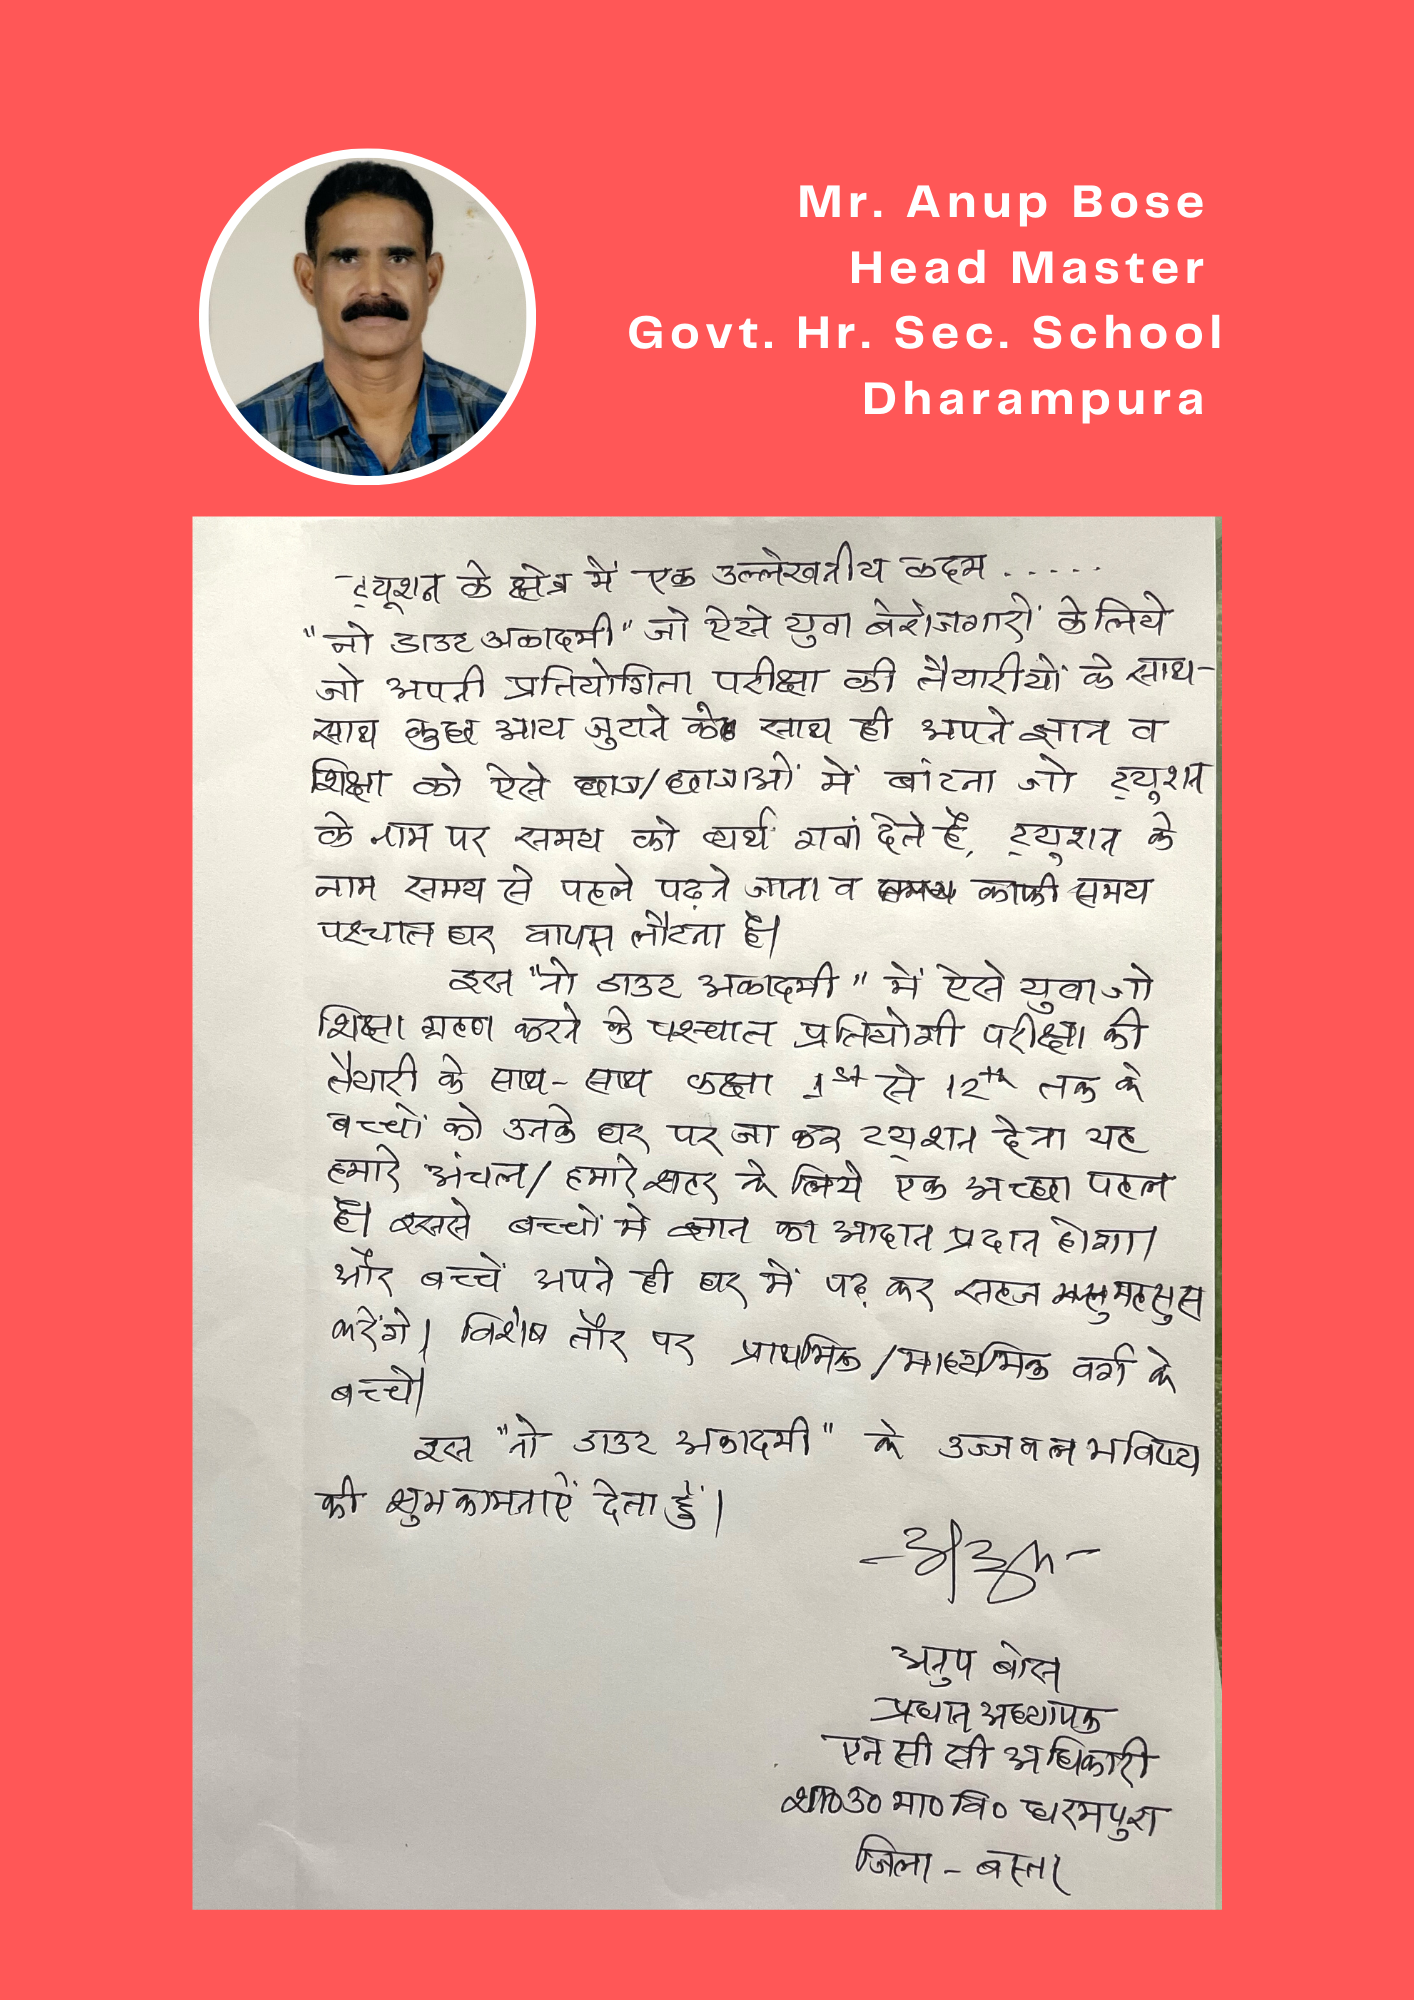 Mr. Anup Bose
Head Master
Govt. Hr. Sec. School
Dharampura
ट्यूशन के क्षेत्र में एक उल्लेखनीय कदम .....
"नो डाउट अकादमी" जो ऐसे युवा बेरोजगारों के लिये
जो अपनी प्रतियोगिता परीक्षा की तैयारीयों के साथ-
साथ कुछ आय जुटाने के साथ ही अपने ज्ञान व
शिक्षा को ऐसे छात्र/छात्राओं में बांटना जो ट्युशन
के नाम पर समय को व्यर्थ गवां देते हैं, ट्युशन के
नाम समय से पहले पढ़ने जाना व काफी समय
पश्चात घर वापस लौटना है।
इस "नो डाउट अकादमी" में ऐसे युवा जो
शिक्षा ग्रहण करने के पश्चात प्रतियोगी परीक्षा की
तैयारी के साथ-साथ कक्षा 1st से 12th तक के
बच्चों को उनके घर पर जा कर टयुशन देना यह
हमारे अंचल/हमारे शहर के लिये एक अच्छा पहल
है। इससे बच्चों में ज्ञान का आदान प्रदान होगा।
और बच्चें अपने ही घर में पढ़ कर सहज महसुस
करेंगे। विशेष तौर पर प्राथमिक/माध्यमिक वर्ग के
बच्चे।
इस "नो डाउट अकादमी" के उज्जवल भविष्य
की शुभकामनाऐं देता हुँ।
अनुप बोस
प्रधान अध्यापक
एन सी सी अधिकारी
शा० उ० मा० वि० धरमपुरा
जिला - बस्तर